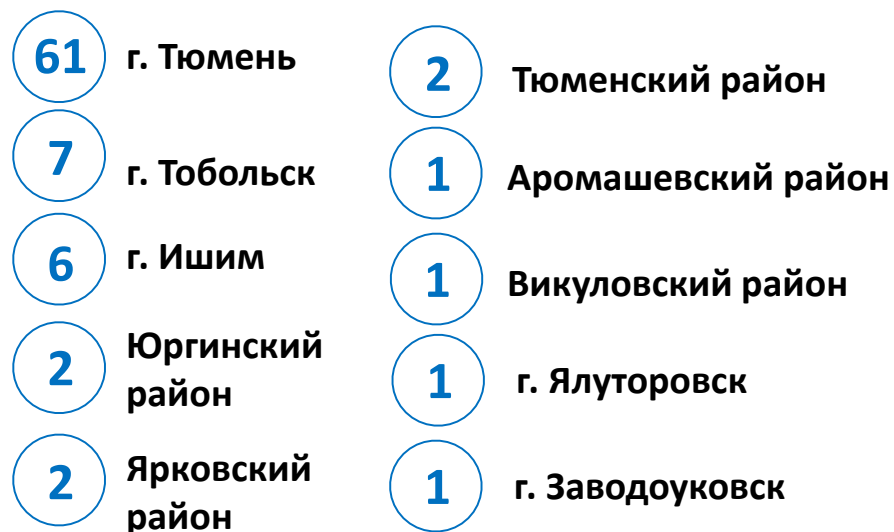 61 г. Тюмень
7 г. Тобольск
6 г. Ишим
2 Юргинский
район
2 Ярковский
район
2 Тюменский район
1 Аромашевский район
1 Викуловский район
1 г. Ялуторовск
1 г. Заводоуковск